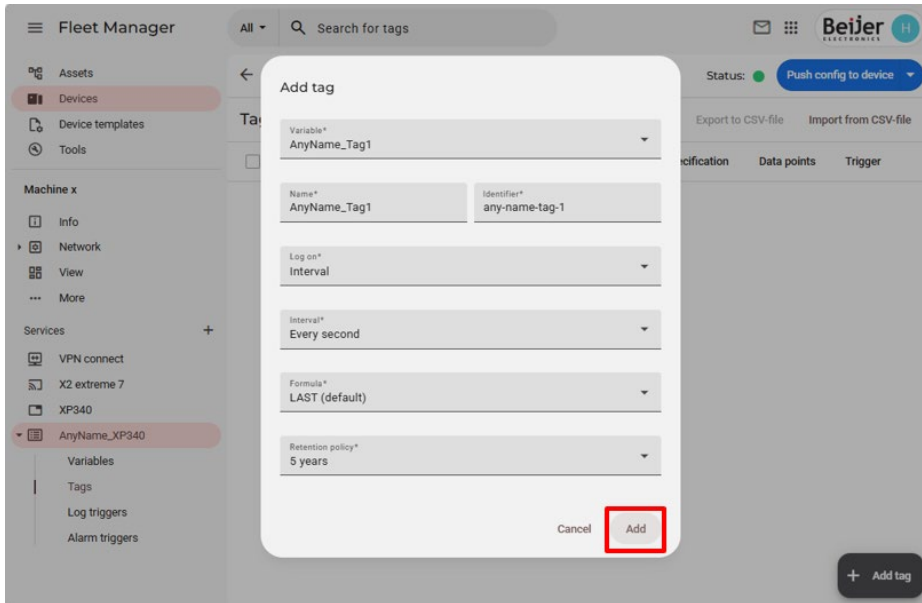 Fleet Manager
All
Search for tags
Beijer
ELECTRONICS
H
Assets
Devices
Device templates
Tools
Machine x
Info
Network
View
More
Services
VPN connect
X2 extreme 7
XP340
AnyName_XP340
Variables
Tags
Log triggers
Alarm triggers
Status:
Push config to device
Export to CSV-file
Import from CSV-file
Data points
Trigger
Add tag
Variable*
AnyName_Tag1
Name*
AnyName_Tag1
Identifier*
any-name-tag-1
Log on*
Interval
Interval*
Every second
Formula*
LAST (default)
Retention policy*
5 years
Cancel
Add
+ Add tag